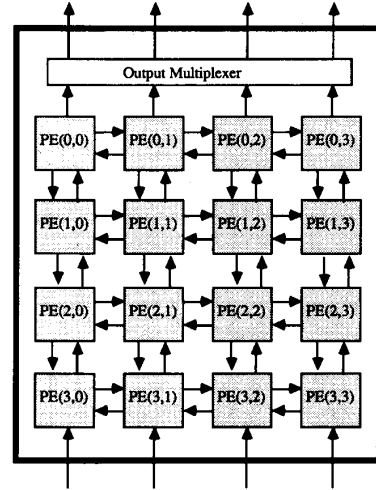 Output Multiplexer
PE(0,0) PE(0,1) PE(0,2) PE(0,3)
PE(1,0) PE(1,1) PE(1,2) PE(1,3)
PE(2,0) PE(2,1) PE(2,2) PE(2,3)
PE(3,0) PE(3,1) PE(3,2) PE(3,3)